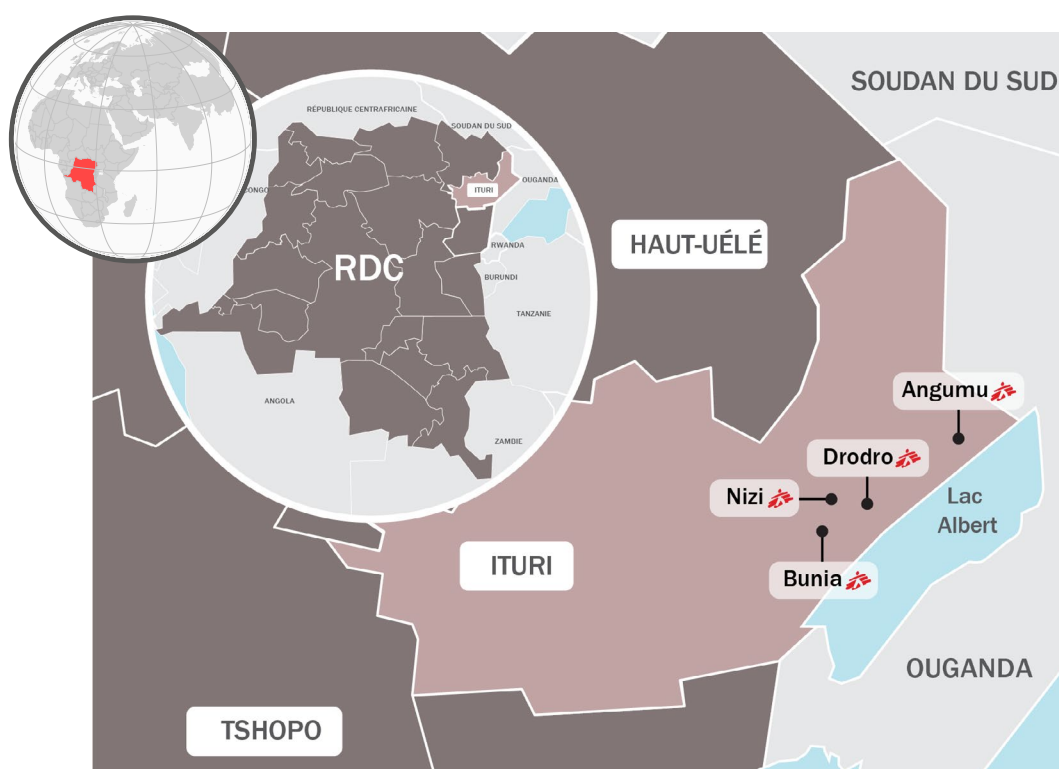 SOUDAN DU SUD
RÉPUBLIQUE CENTRAFRICAINE
SOUDAN DU SUD
ITURI
OUGANDA
CONGO
HAUT-UÉLÉ
RWANDA
RDC
BURUNDI
TANZANIE
ANGOLA
ZAMBIE
Angumu
Drodro
Nizi
Lac
Albert
ITURI
Bunia
OUGANDA
TSHOPO